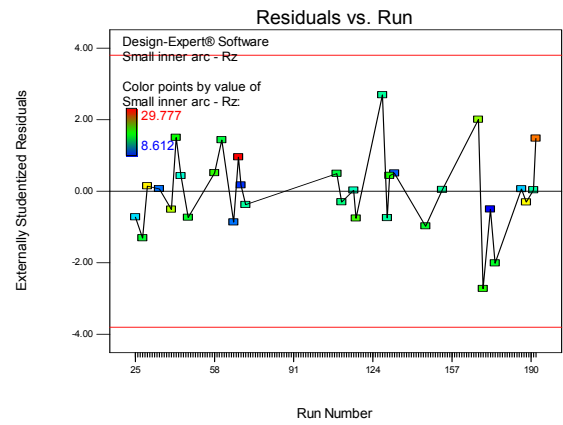 Residuals vs. Run
Design-Expert® Software
Small inner arc - Rz
Color points by value of
Small inner arc - Rz:
29.777
8.612
Externally Studentized Residuals
4.00
2.00
0.00
-2.00
-4.00
25 58 91 124 157 190
Run Number